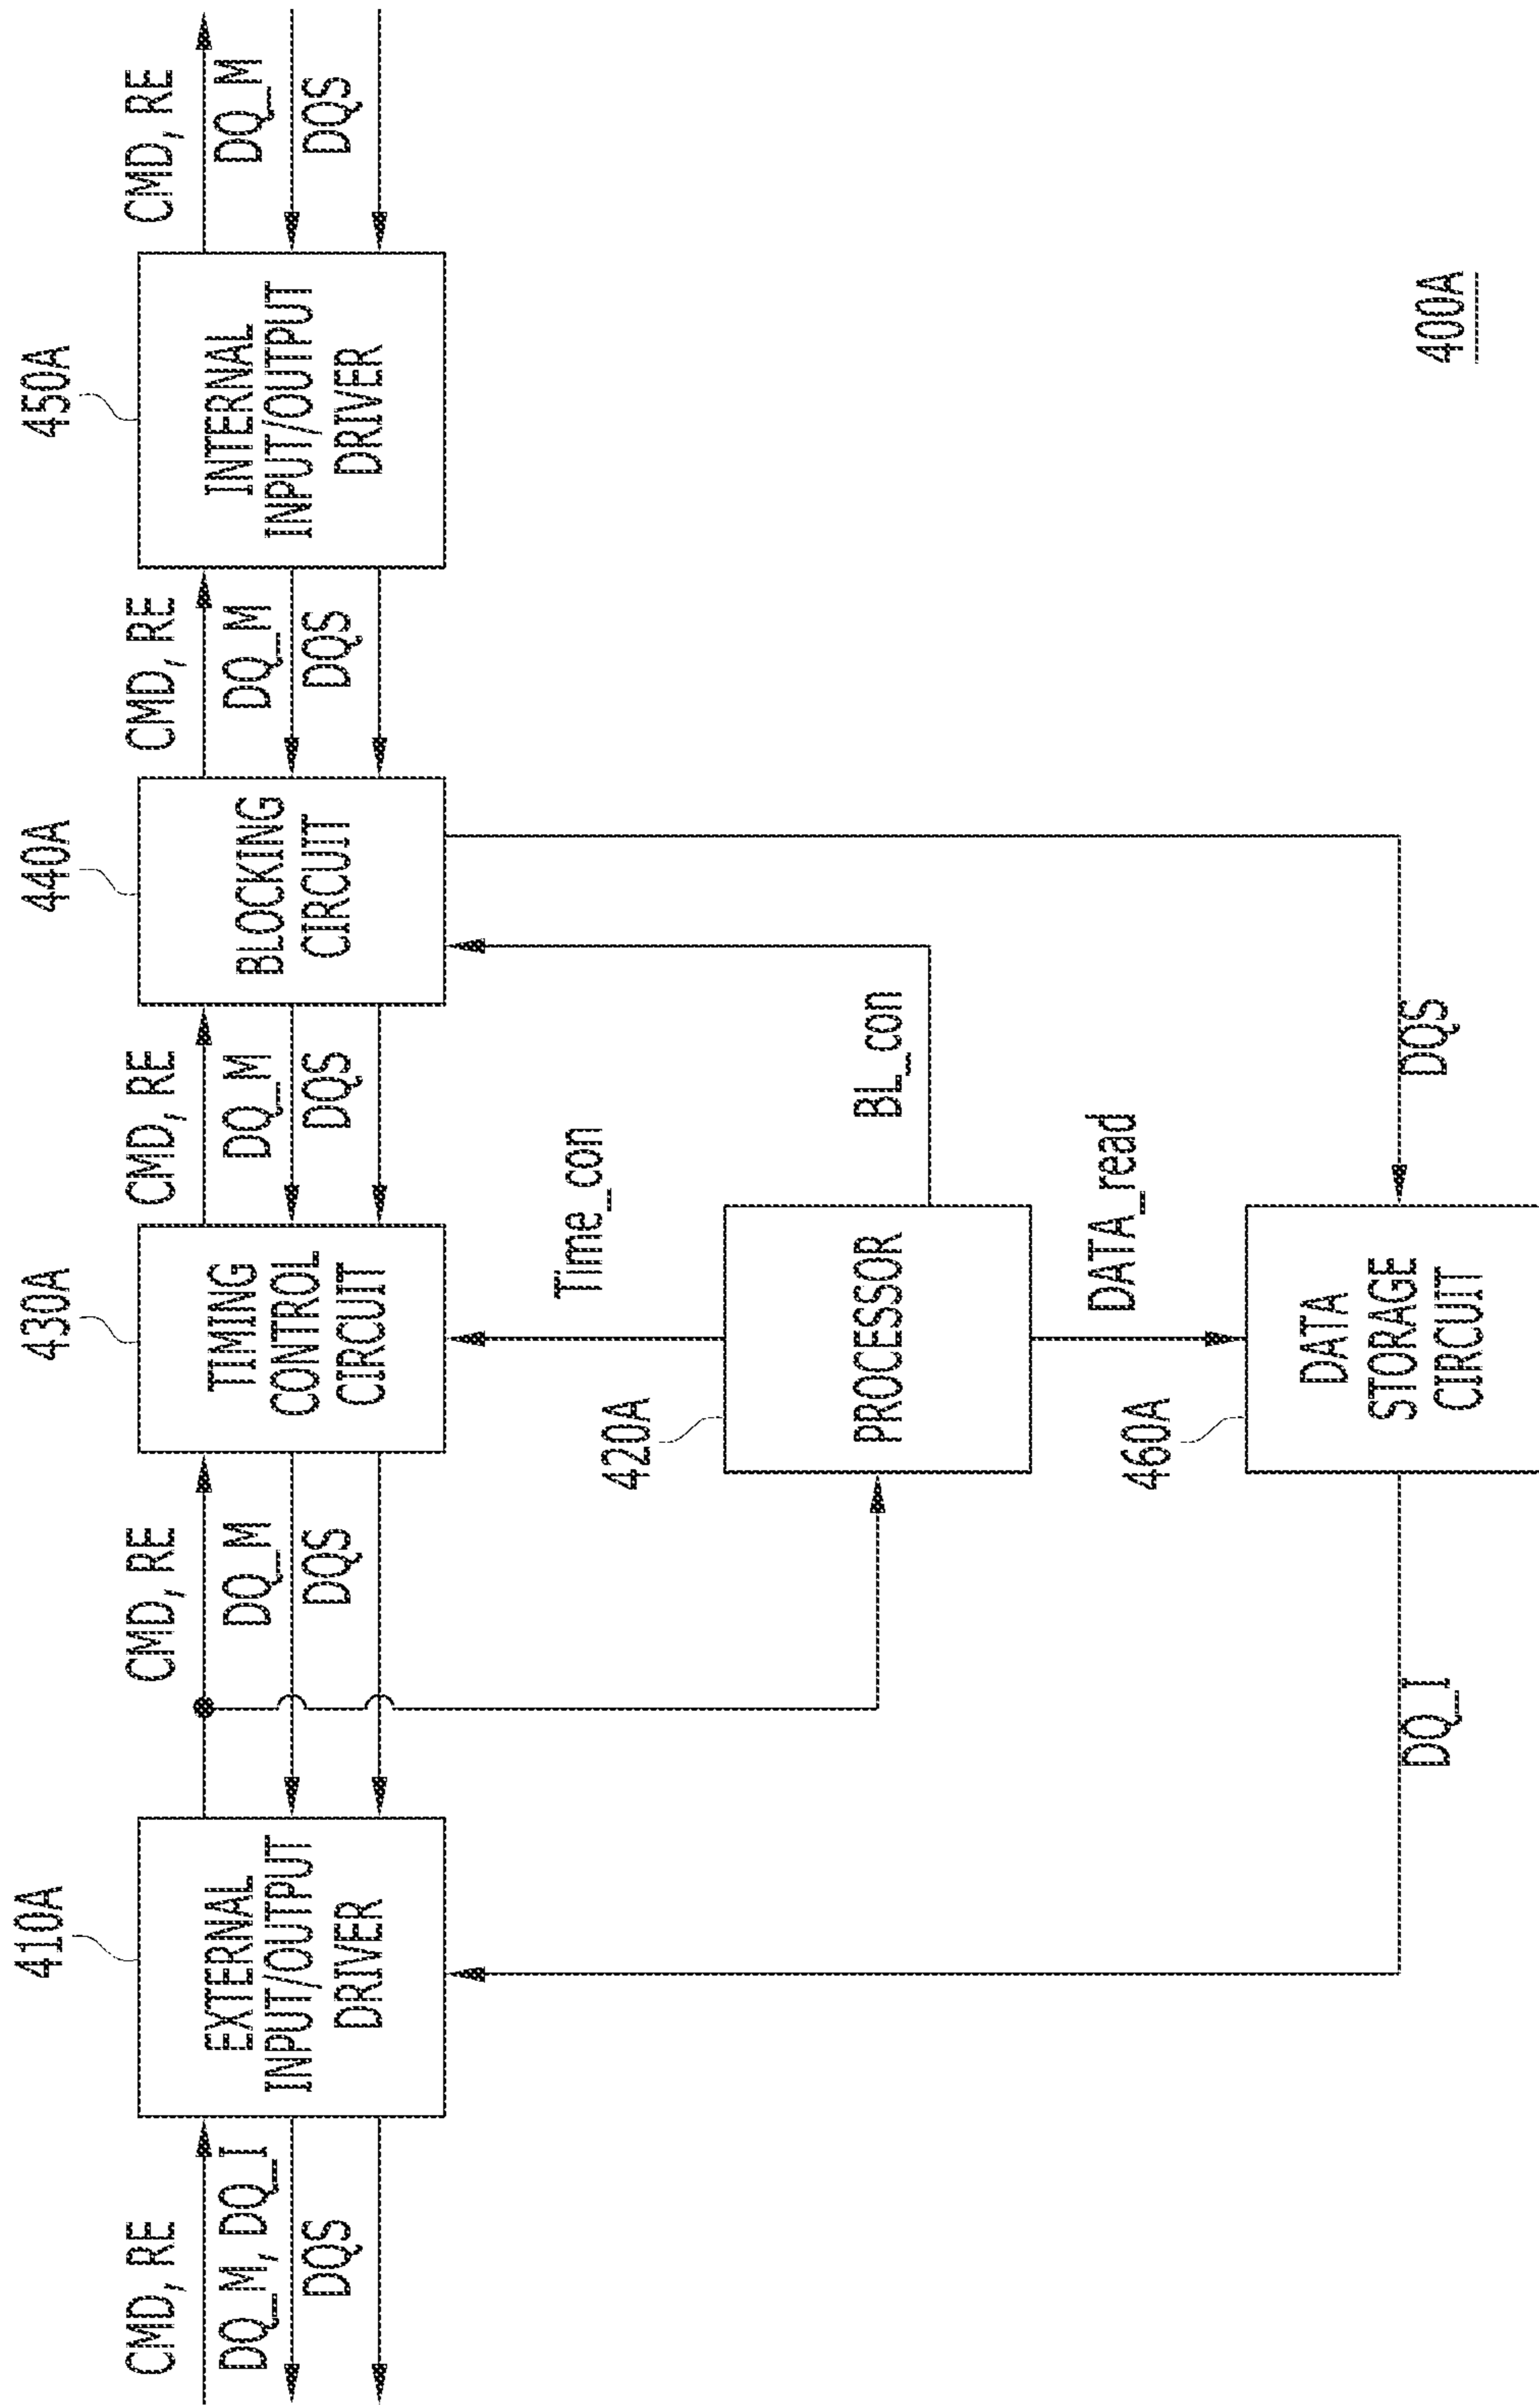 410A
430A
440A
450A
CMD, RE
CMD, RE
CMD, RE
CMD, RE
CMD, RE
DQ_M, DQ_I
DQ_M
DQ_M
DQ_M
DQ_M
DQS
DQS
DQS
DQS
DQS
EXTERNAL
INPUT/OUTPUT
DRIVER
TIMING
CONTROL
CIRCUIT
BLOCKING
CIRCUIT
INTERNAL
INPUT/OUTPUT
DRIVER
Time_con
420A
PROCESSOR
BL_con
DATA_read
460A
DATA
STORAGE
CIRCUIT
DQ_I
DQS
400A